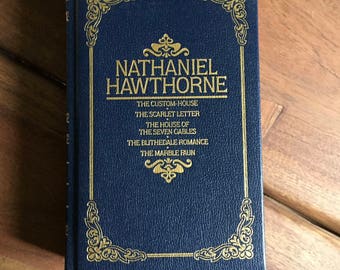 NATHANIEL
HAWTHORNE
THE CUSTOM-HOUSE
THE SCARLET LETTER
THE HOUSE OF
THE SEVEN GABLES
THE BLITHEDALE ROMANCE
THE MARBLE FAUN